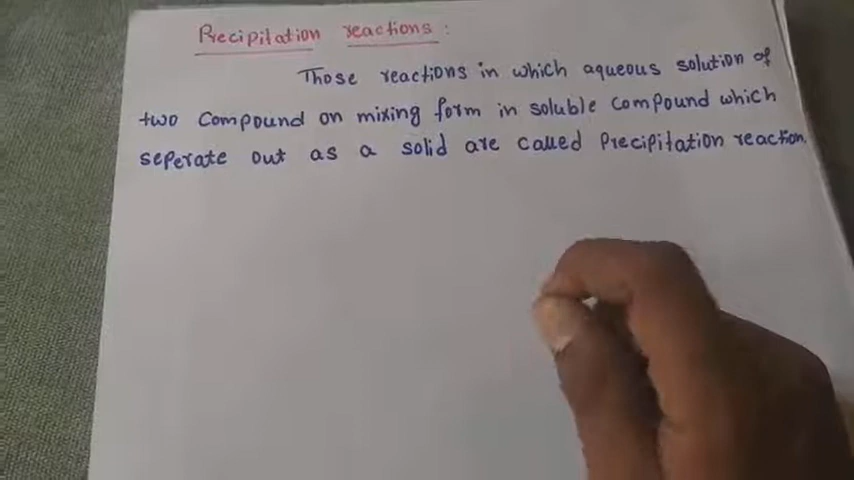 Precipitation reactions :
Those reactions in which aqueous solution of
two compound on mixing form in soluble compound which
seperate out as a solid are called precipitation reaction.